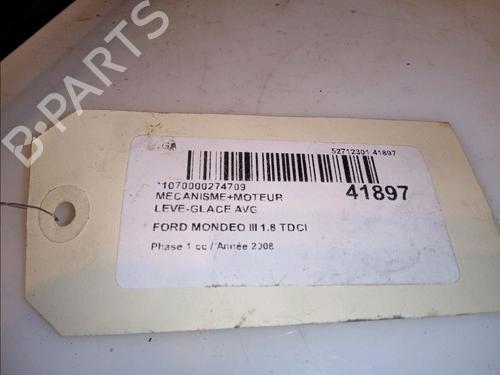 B-PARTS
52712301 41897
*1070000274709
MECANISME+MOTEUR
LEVE-GLACE AVG
41897
FORD MONDEO III 1.8 TDCI
Phase 1 cc / Année 2008